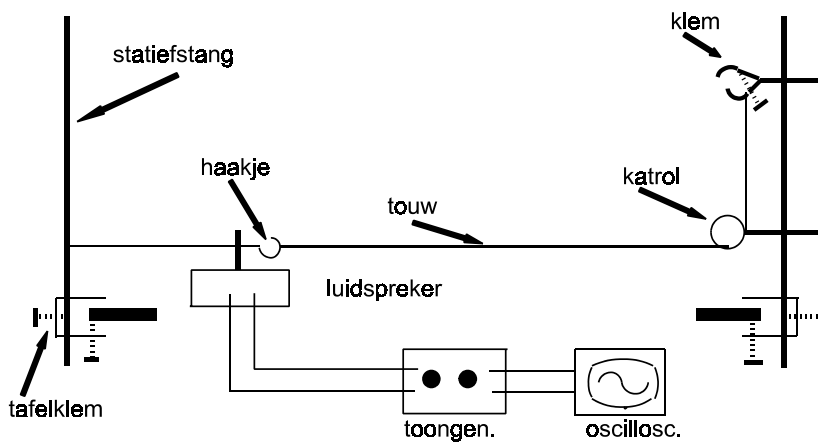 klem
statiefstang
haakje
katrol
touw
luidspreker
tafelklem
toongen.
oscillosc.